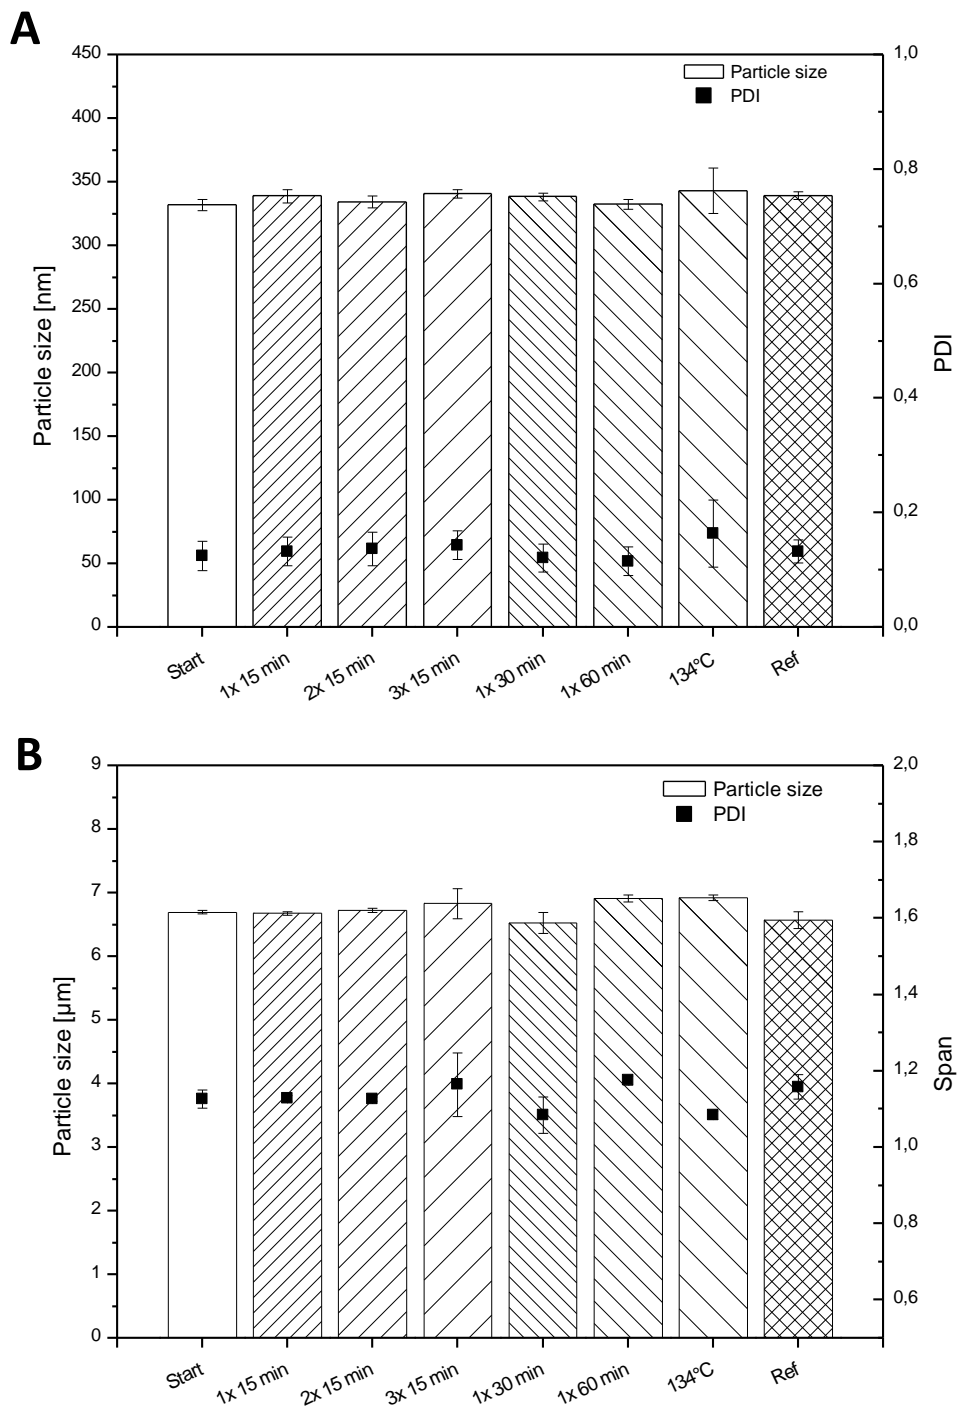 A
450
400
350
300
250
200
150
100
50
0
Particle size [nm]
1,0
0,8
0,6
0,4
0,2
0,0
PDI
Particle size
PDI
Start
1x 15 min
2x 15 min
3x 15 min
1x 30 min
1x 60 min
134°C
Ref
B
9
8
7
6
5
4
3
2
1
0
Particle size [µm]
2,0
1,8
1,6
1,4
1,2
1,0
0,8
0,6
Span
Particle size
PDI
Start
1x 15 min
2x 15 min
3x 15 min
1x 30 min
1x 60 min
134°C
Ref